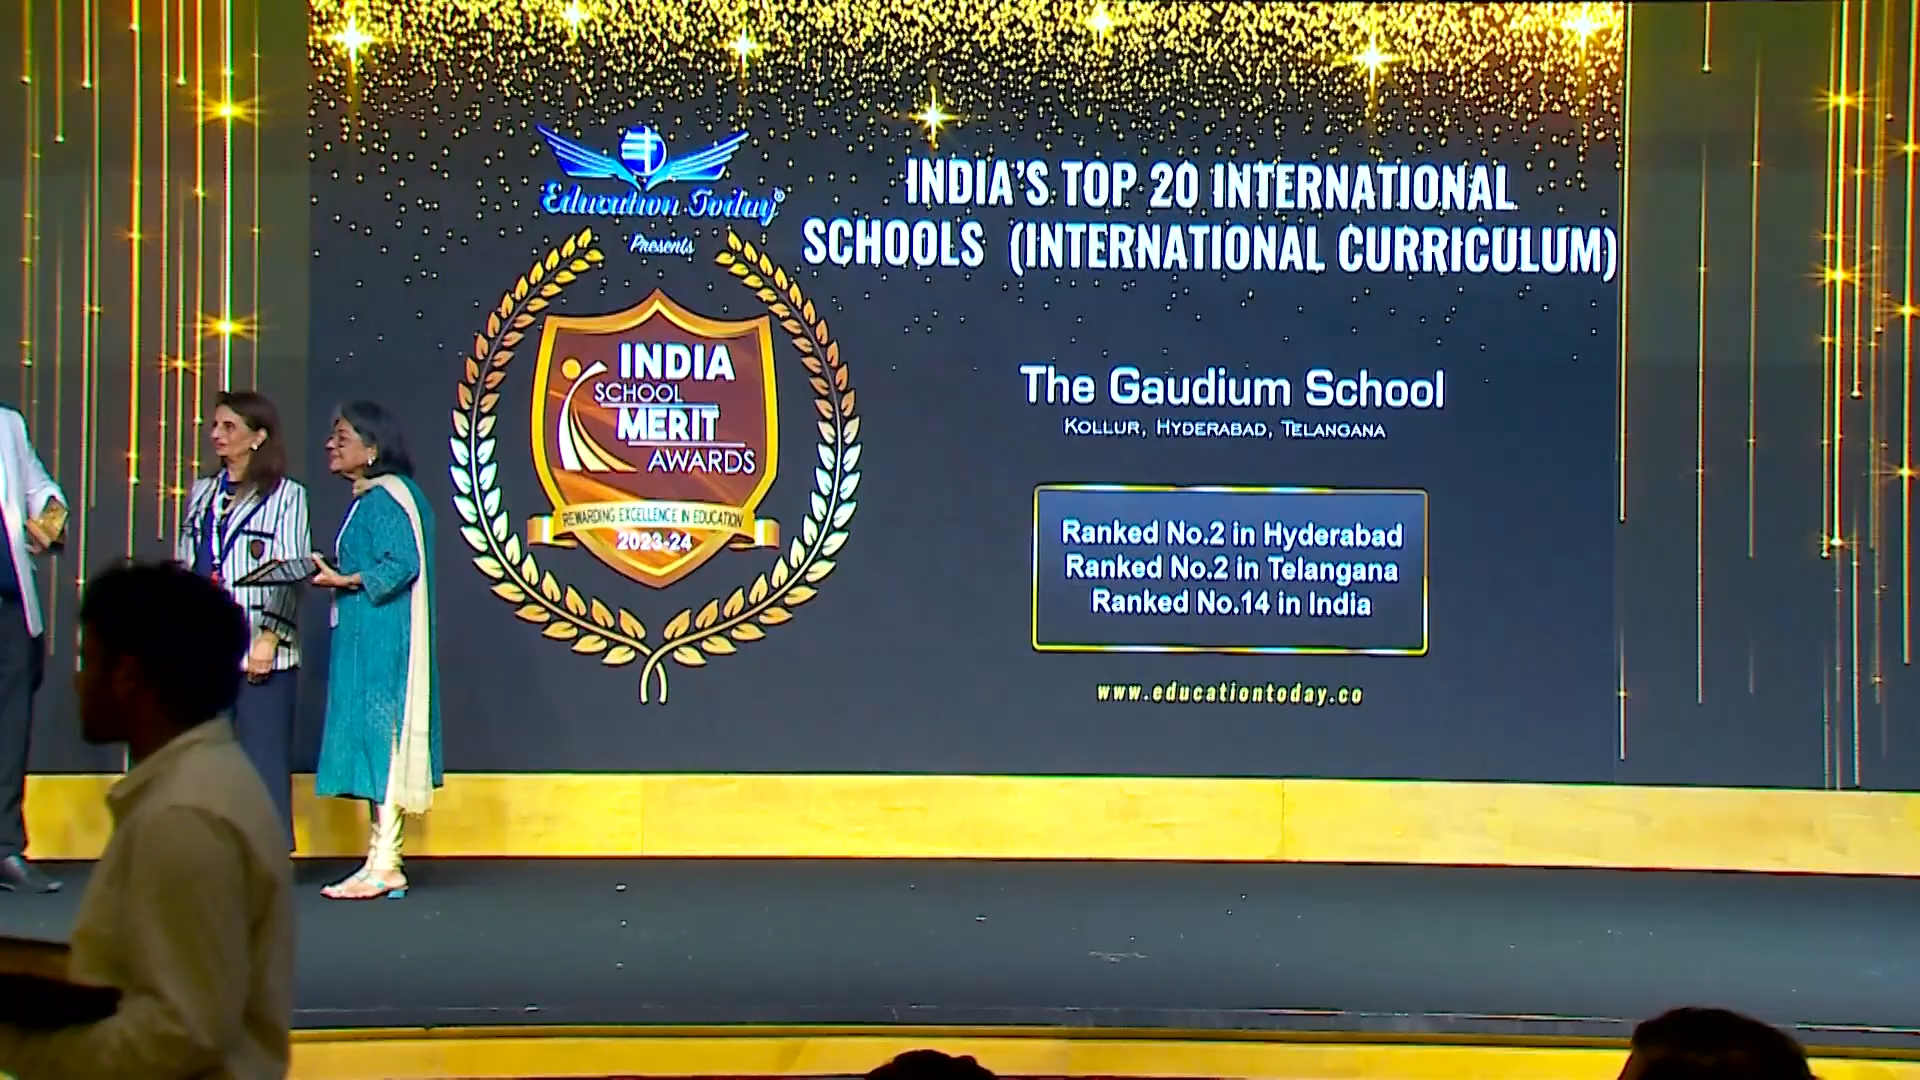 Education Today®
Presents
INDIA
SCHOOL
MERIT
AWARDS
REWARDING EXCELLENCE IN EDUCATION
2023-24
INDIA'S TOP 20 INTERNATIONAL
SCHOOLS (INTERNATIONAL CURRICULUM)
The Gaudium School
KOLLUR, HYDERABAD, TELANGANA
Ranked No.2 in Hyderabad
Ranked No.2 in Telangana
Ranked No.14 in India
www.educationtoday.co